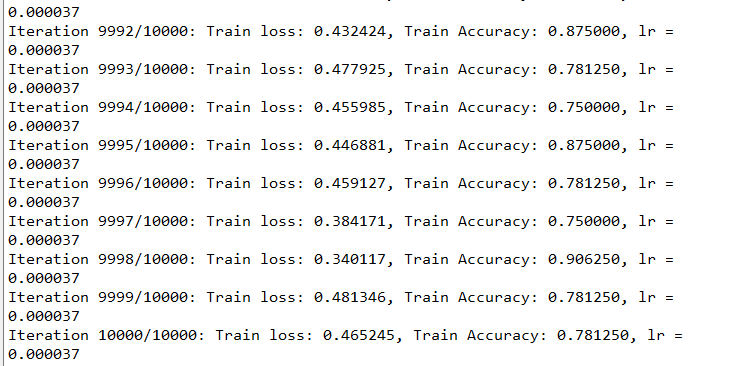 0.000037
Iteration 9992/10000: Train loss: 0.432424, Train Accuracy: 0.875000, lr =
0.000037
Iteration 9993/10000: Train loss: 0.477925, Train Accuracy: 0.781250, lr =
0.000037
Iteration 9994/10000: Train loss: 0.455985, Train Accuracy: 0.750000, lr =
0.000037
Iteration 9995/10000: Train loss: 0.446881, Train Accuracy: 0.875000, lr =
0.000037
Iteration 9996/10000: Train loss: 0.459127, Train Accuracy: 0.781250, lr =
0.000037
Iteration 9997/10000: Train loss: 0.384171, Train Accuracy: 0.750000, lr =
0.000037
Iteration 9998/10000: Train loss: 0.340117, Train Accuracy: 0.906250, lr =
0.000037
Iteration 9999/10000: Train loss: 0.481346, Train Accuracy: 0.781250, lr =
0.000037
Iteration 10000/10000: Train loss: 0.465245, Train Accuracy: 0.781250, lr =
0.000037